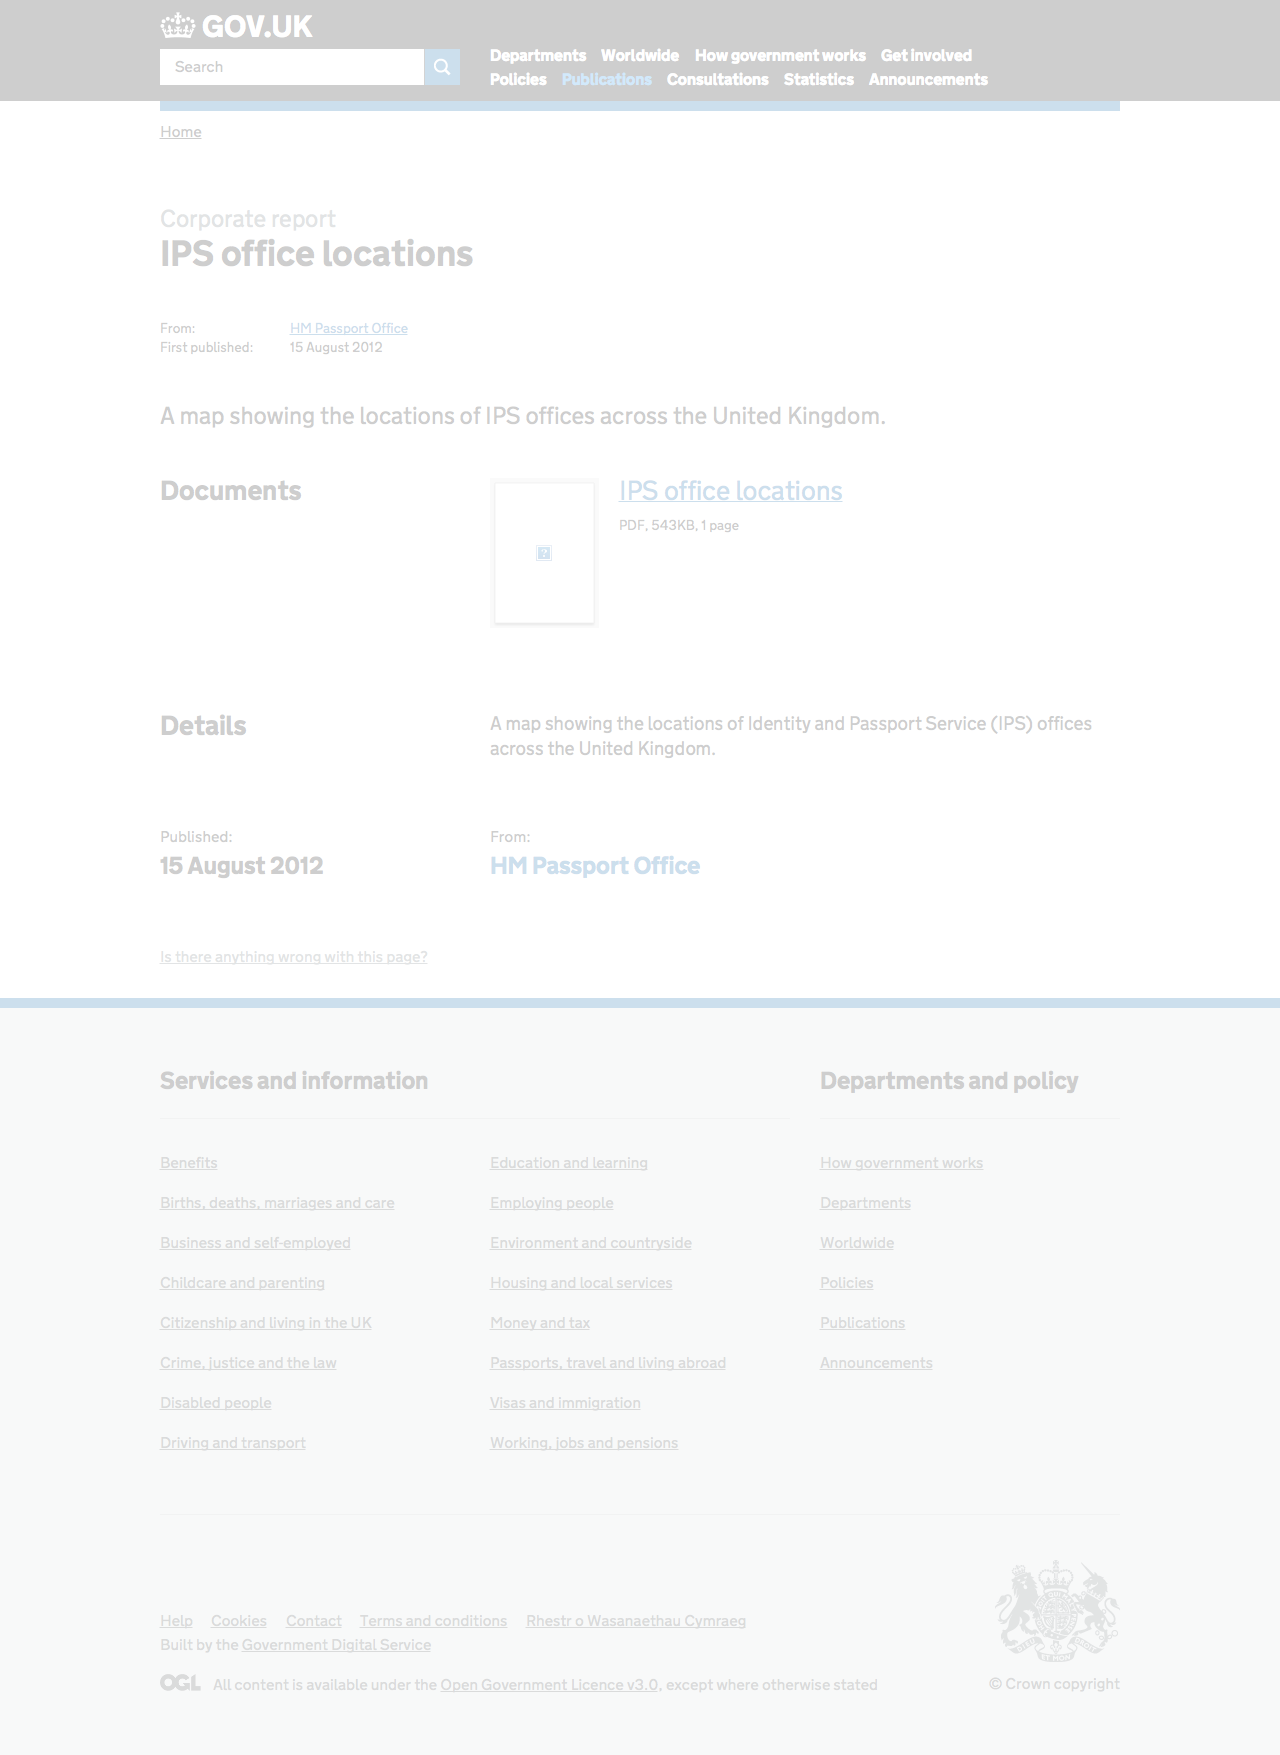 GOV.UK
Search
Departments Worldwide How government works Get involved
Policies Publications Consultations Statistics Announcements
Home
Corporate report
IPS office locations
From: HM Passport Office
First published: 15 August 2012
A map showing the locations of IPS offices across the United Kingdom.
Documents
IPS office locations
PDF, 543KB, 1 page
?
Details
A map showing the locations of Identity and Passport Service (IPS) offices
across the United Kingdom.
Published:
15 August 2012
From:
HM Passport Office
Is there anything wrong with this page?
Services and information
Benefits
Births, deaths, marriages and care
Business and self-employed
Childcare and parenting
Citizenship and living in the UK
Crime, justice and the law
Disabled people
Driving and transport
Education and learning
Employing people
Environment and countryside
Housing and local services
Money and tax
Passports, travel and living abroad
Visas and immigration
Working, jobs and pensions
Departments and policy
How government works
Departments
Worldwide
Policies
Publications
Announcements
Help Cookies Contact Terms and conditions Rhestr o Wasanaethau Cymraeg
Built by the Government Digital Service
OGL All content is available under the Open Government Licence v3.0, except where otherwise stated
© Crown copyright